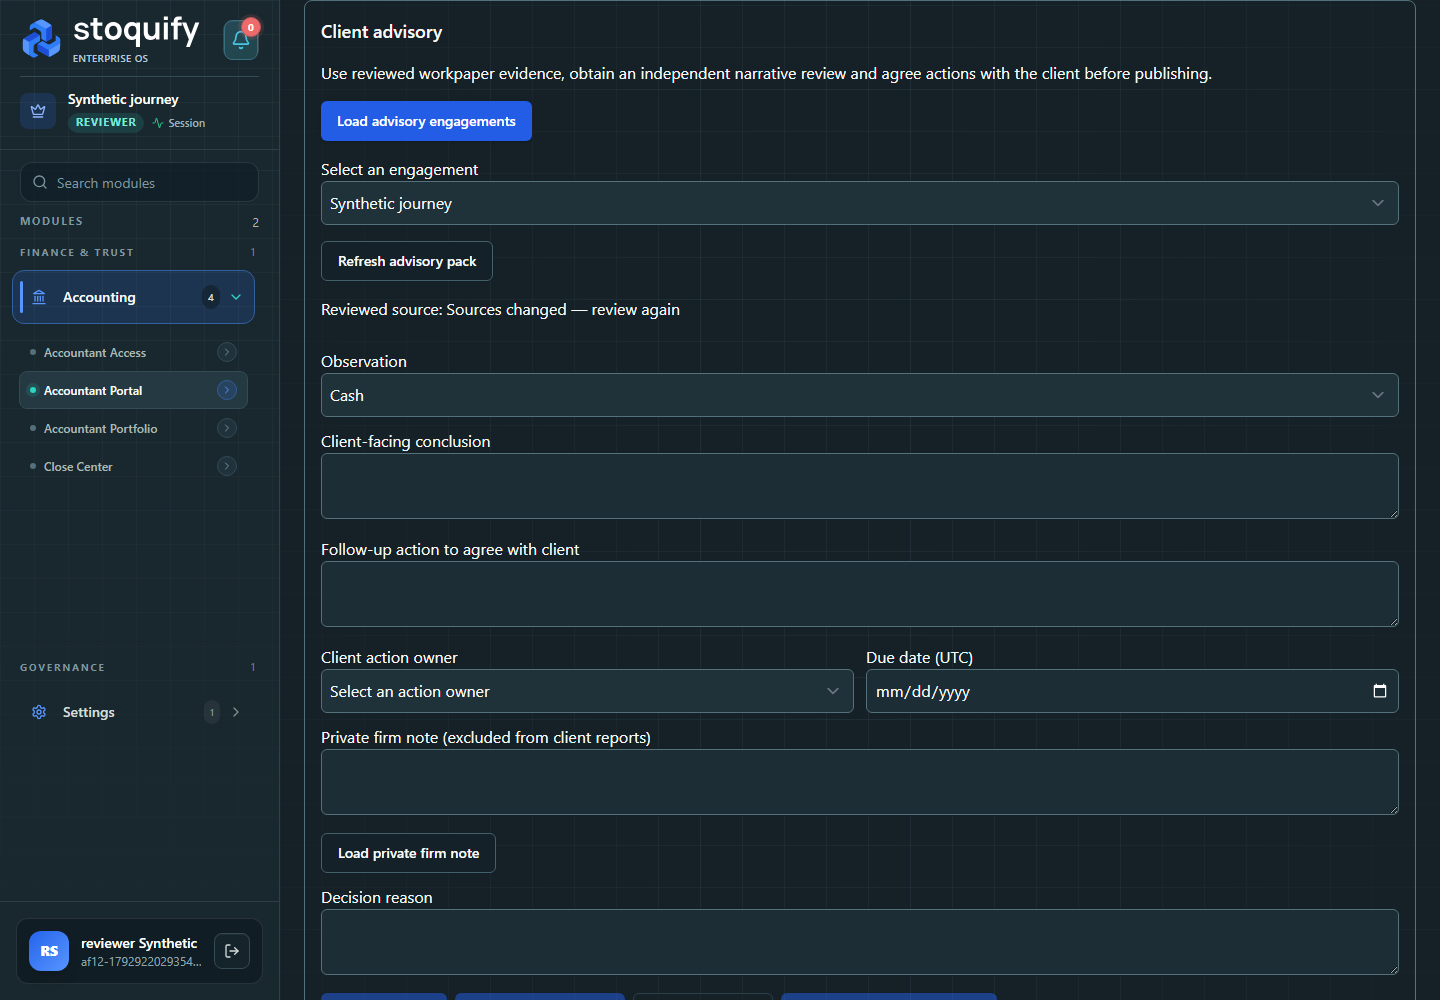 stoquify
ENTERPRISE OS
0
Synthetic journey
REVIEWER
Session
Search modules
MODULES
2
FINANCE & TRUST
1
Accounting
4
Accountant Access
Accountant Portal
Accountant Portfolio
Close Center
GOVERNANCE
1
Settings
1
RS
reviewer Synthetic
af12-1792922029354...
Client advisory
Use reviewed workpaper evidence, obtain an independent narrative review and agree actions with the client before publishing.
Load advisory engagements
Select an engagement
Synthetic journey
Refresh advisory pack
Reviewed source: Sources changed — review again
Observation
Cash
Client-facing conclusion
Follow-up action to agree with client
Client action owner
Select an action owner
Due date (UTC)
mm/dd/yyyy
Private firm note (excluded from client reports)
Load private firm note
Decision reason